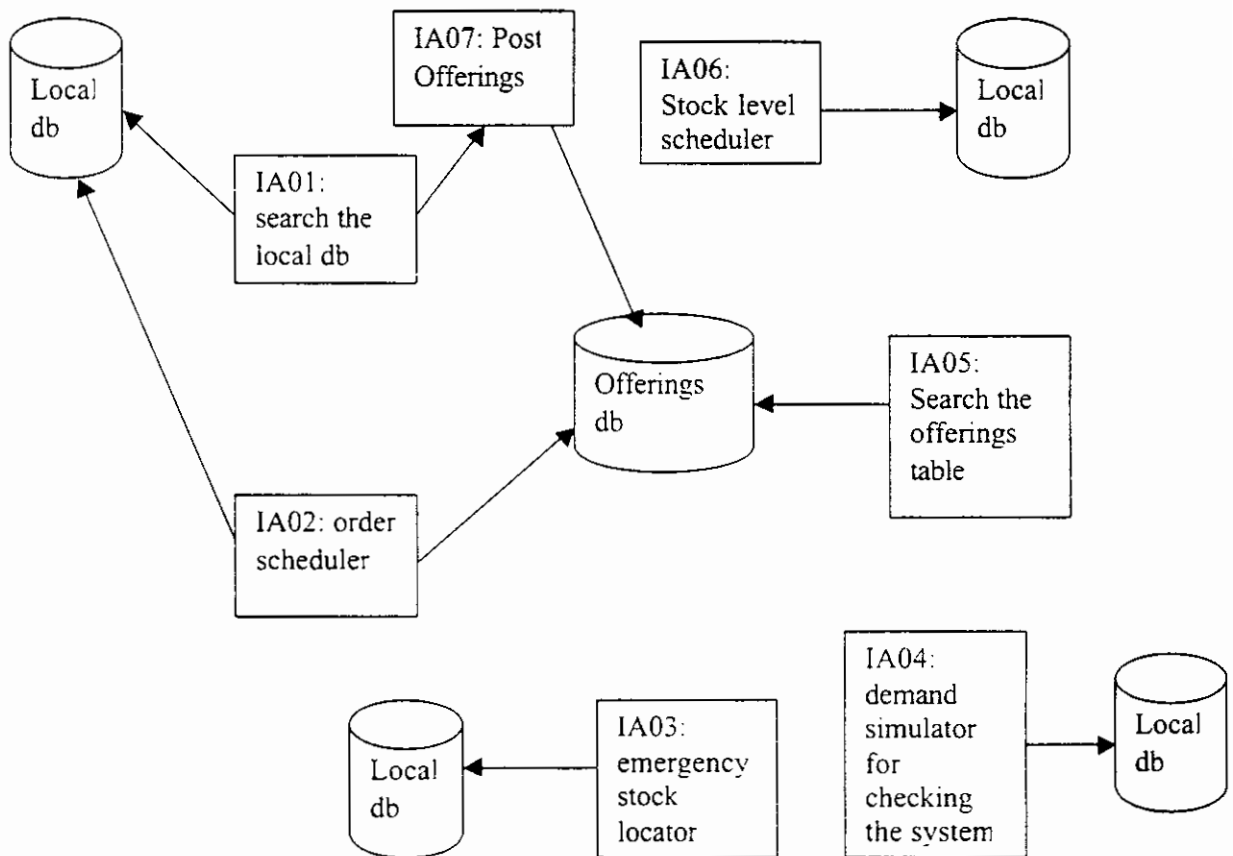 Local
db
IA07: Post
Offerings
IA06:
Stock level
scheduler
Local
db
IA01:
search the
local db
Offerings
db
IA05:
Search the
offerings
table
IA02: order
scheduler
Local
db
IA03:
emergency
stock
locator
IA04:
demand
simulator
for
checking
the system
Local
db